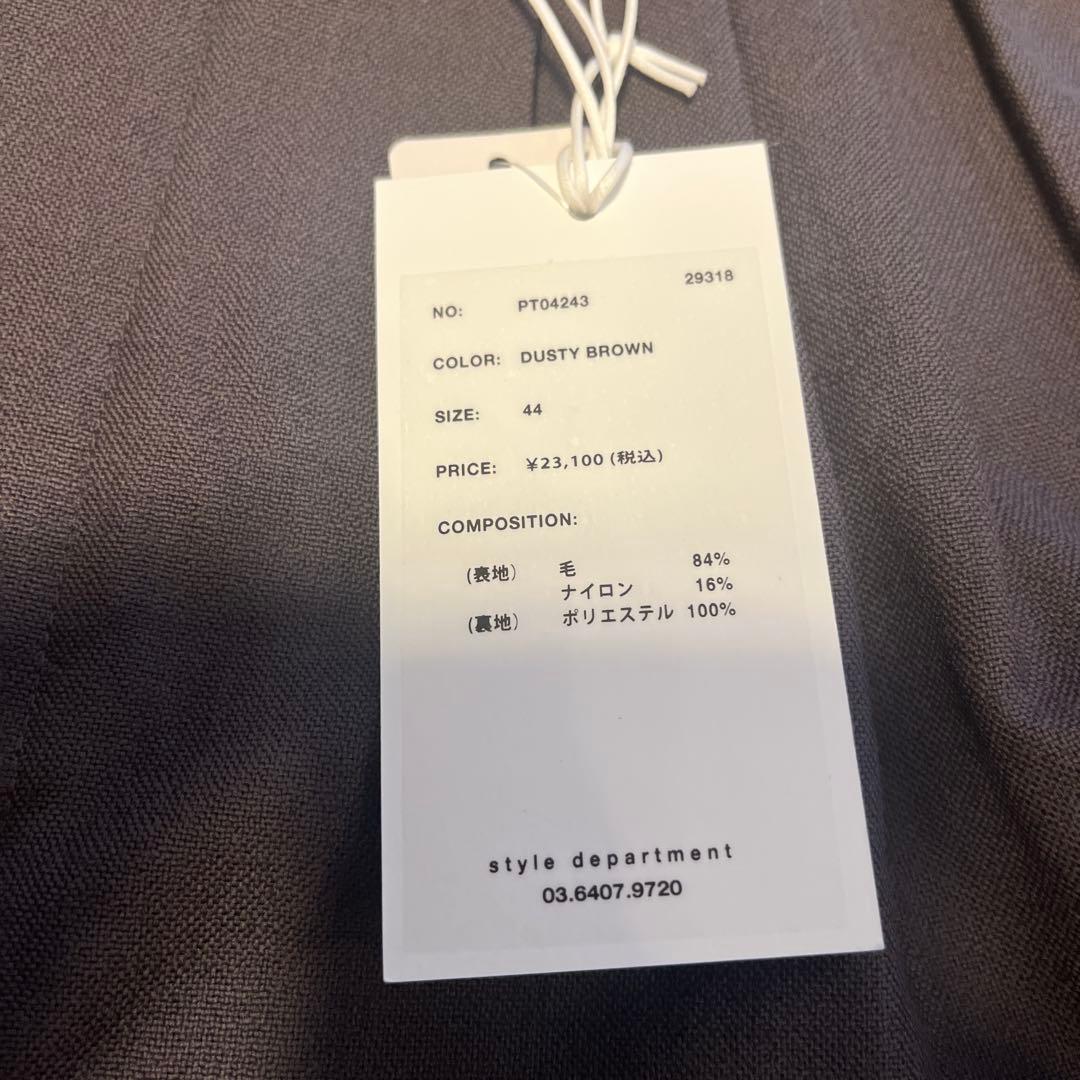 29318
NO: PT04243
COLOR: DUSTY BROWN
SIZE: 44
PRICE: ¥23,100 (税込)
COMPOSITION:
(表地) 毛 84%
ナイロン 16%
(裏地) ポリエステル 100%
style department
03.6407.9720